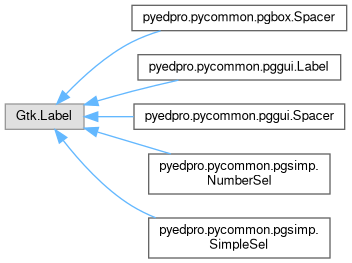 pyedpro.pycommon.pgbox.Spacer
pyedpro.pycommon.pggui.Label
Gtk.Label
pyedpro.pycommon.pggui.Spacer
pyedpro.pycommon.pgsimp.
NumberSel
pyedpro.pycommon.pgsimp.
SimpleSel